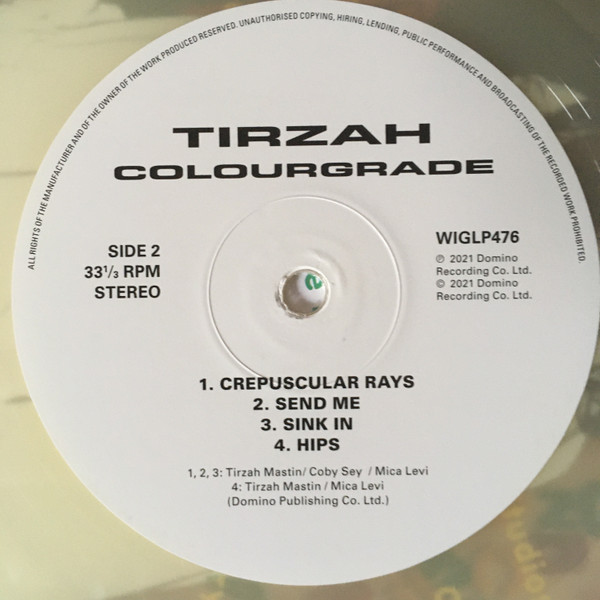 ALL RIGHTS OF THE MANUFACTURER AND OF THE OWNER OF THE WORK PRODUCED RESERVED. UNAUTHORISED COPYING, HIRING, LENDING, PUBLIC PERFORMANCE AND BROADCASTING OF THE RECORDED WORK PROHIBITED.
TIRZAH
COLOURGRADE
SIDE 2
33⅓ RPM
STEREO
WIGLP476
℗ 2021 Domino
Recording Co. Ltd.
© 2021 Domino
Recording Co. Ltd.
1. CREPUSCULAR RAYS
2. SEND ME
3. SINK IN
4. HIPS
1, 2, 3: Tirzah Mastin/ Coby Sey / Mica Levi
4: Tirzah Mastin / Mica Levi
(Domino Publishing Co. Ltd.)